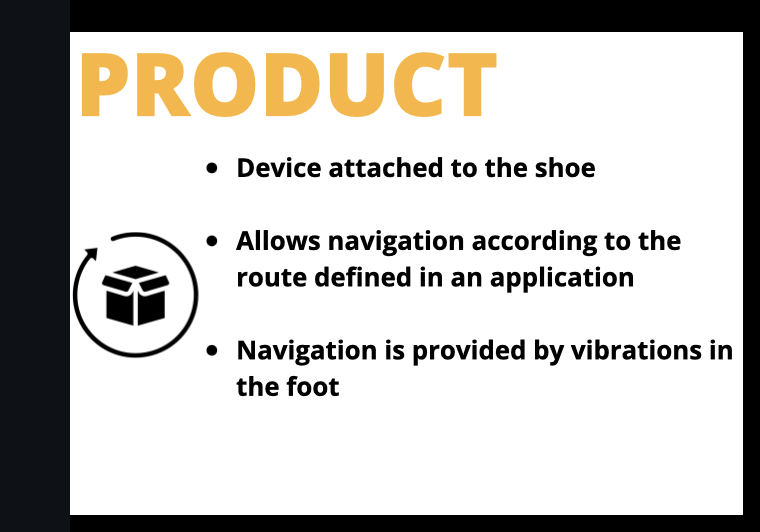 PRODUCT
• Device attached to the shoe
• Allows navigation according to the
route defined in an application
• Navigation is provided by vibrations in
the foot